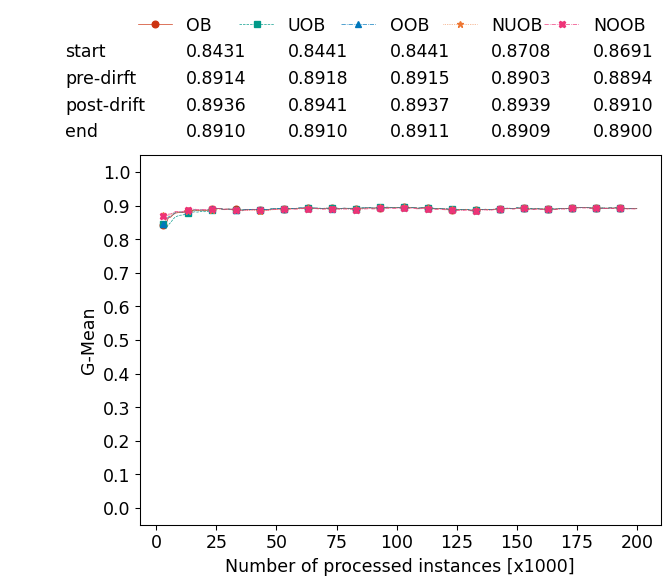 OB UOB OOB NUOB NOOB
start 0.8431 0.8441 0.8441 0.8708 0.8691
pre-dirft 0.8914 0.8918 0.8915 0.8903 0.8894
post-drift 0.8936 0.8941 0.8937 0.8939 0.8910
end 0.8910 0.8910 0.8911 0.8909 0.8900
1.0
0.9
0.8
0.7
0.6
0.5
0.4
0.3
0.2
0.1
0.0
G-Mean
0 25 50 75 100 125 150 175 200
Number of processed instances [x1000]